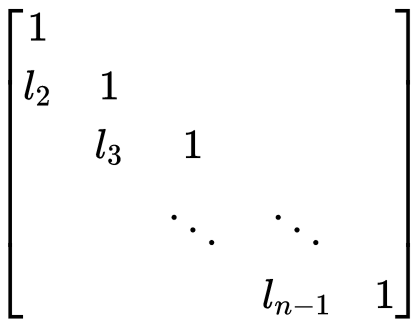 1
l₂ 1
l₃ 1
⋱ ⋱
lₙ₋₁ 1